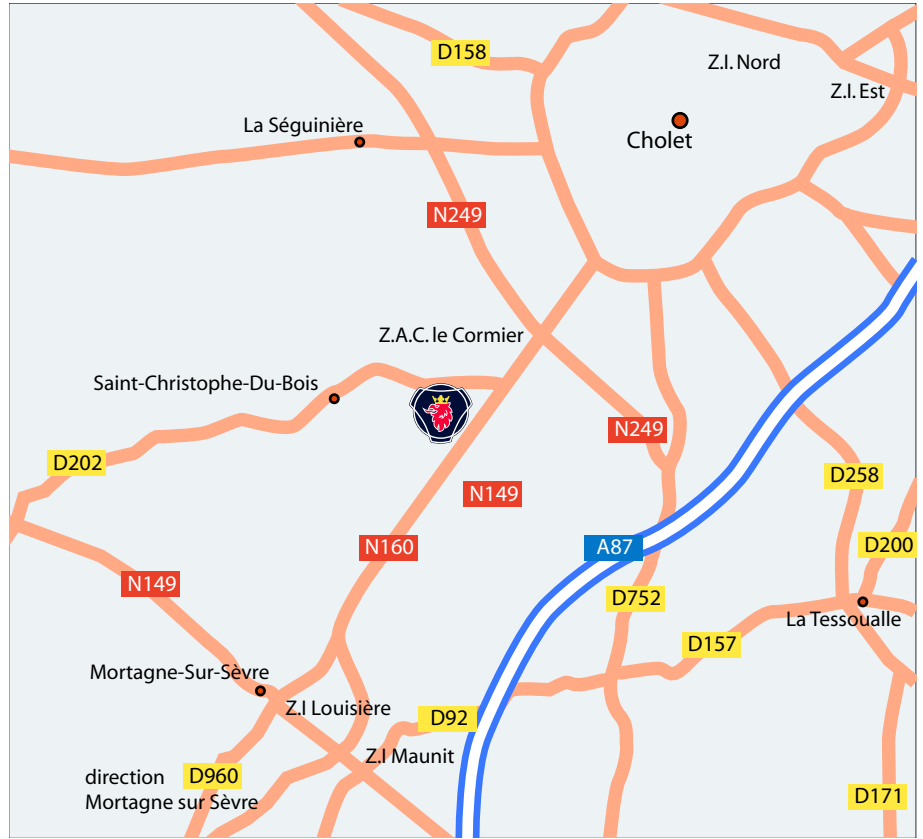 D158
Z.I. Nord
Z.I. Est
La Séguinière
Cholet
N249
Z.A.C. le Cormier
Saint-Christophe-Du-Bois
N249
D202
D258
N149
N160
A87
D200
N149
D752
La Tessoualle
D157
Mortagne-Sur-Sèvre
Z.I Louisière
D92
Z.I Maunit
direction
Mortagne sur Sèvre
D960
D171